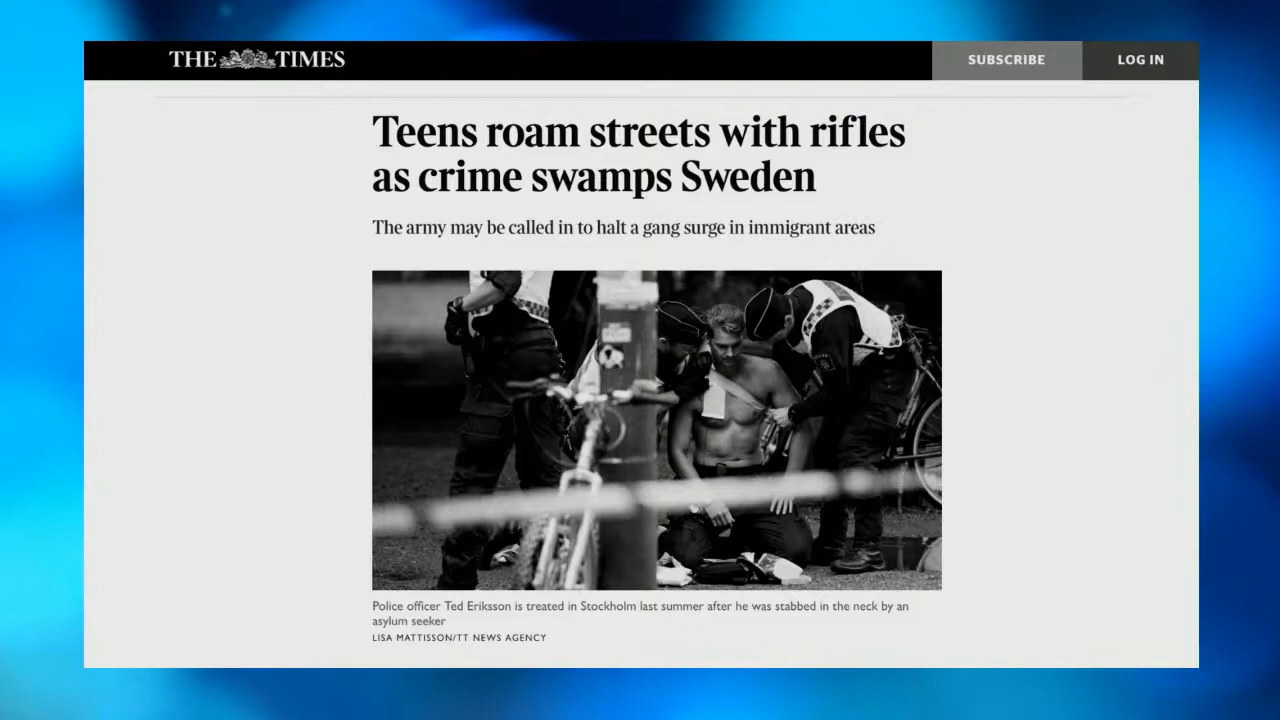 THE TIMES
SUBSCRIBE
LOG IN
Teens roam streets with rifles
as crime swamps Sweden
The army may be called in to halt a gang surge in immigrant areas
Police officer Ted Eriksson is treated in Stockholm last summer after he was stabbed in the neck by an
asylum seeker
LISA MATTISSON/TT NEWS AGENCY